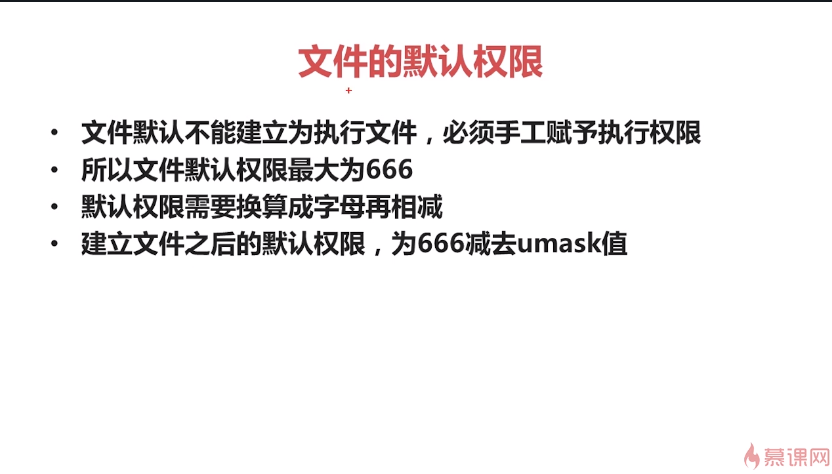 文件的默认权限
• 文件默认不能建立为执行文件，必须手工赋予执行权限
• 所以文件默认权限最大为666
• 默认权限需要换算成字母再相减
• 建立文件之后的默认权限，为666减去umask值
慕课网